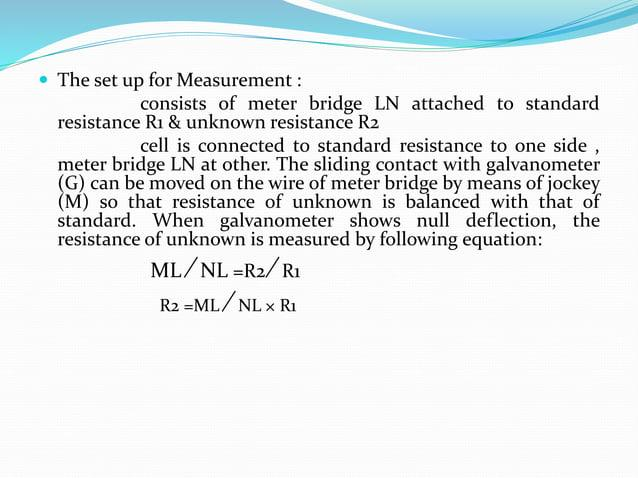 • The set up for Measurement :
consists of meter bridge LN attached to standard
resistance R1 & unknown resistance R2
cell is connected to standard resistance to one side ,
meter bridge LN at other. The sliding contact with galvanometer
(G) can be moved on the wire of meter bridge by means of jockey
(M) so that resistance of unknown is balanced with that of
standard. When galvanometer shows null deflection, the
resistance of unknown is measured by following equation:
ML/NL =R2/R1
R2 =ML/NL × R1